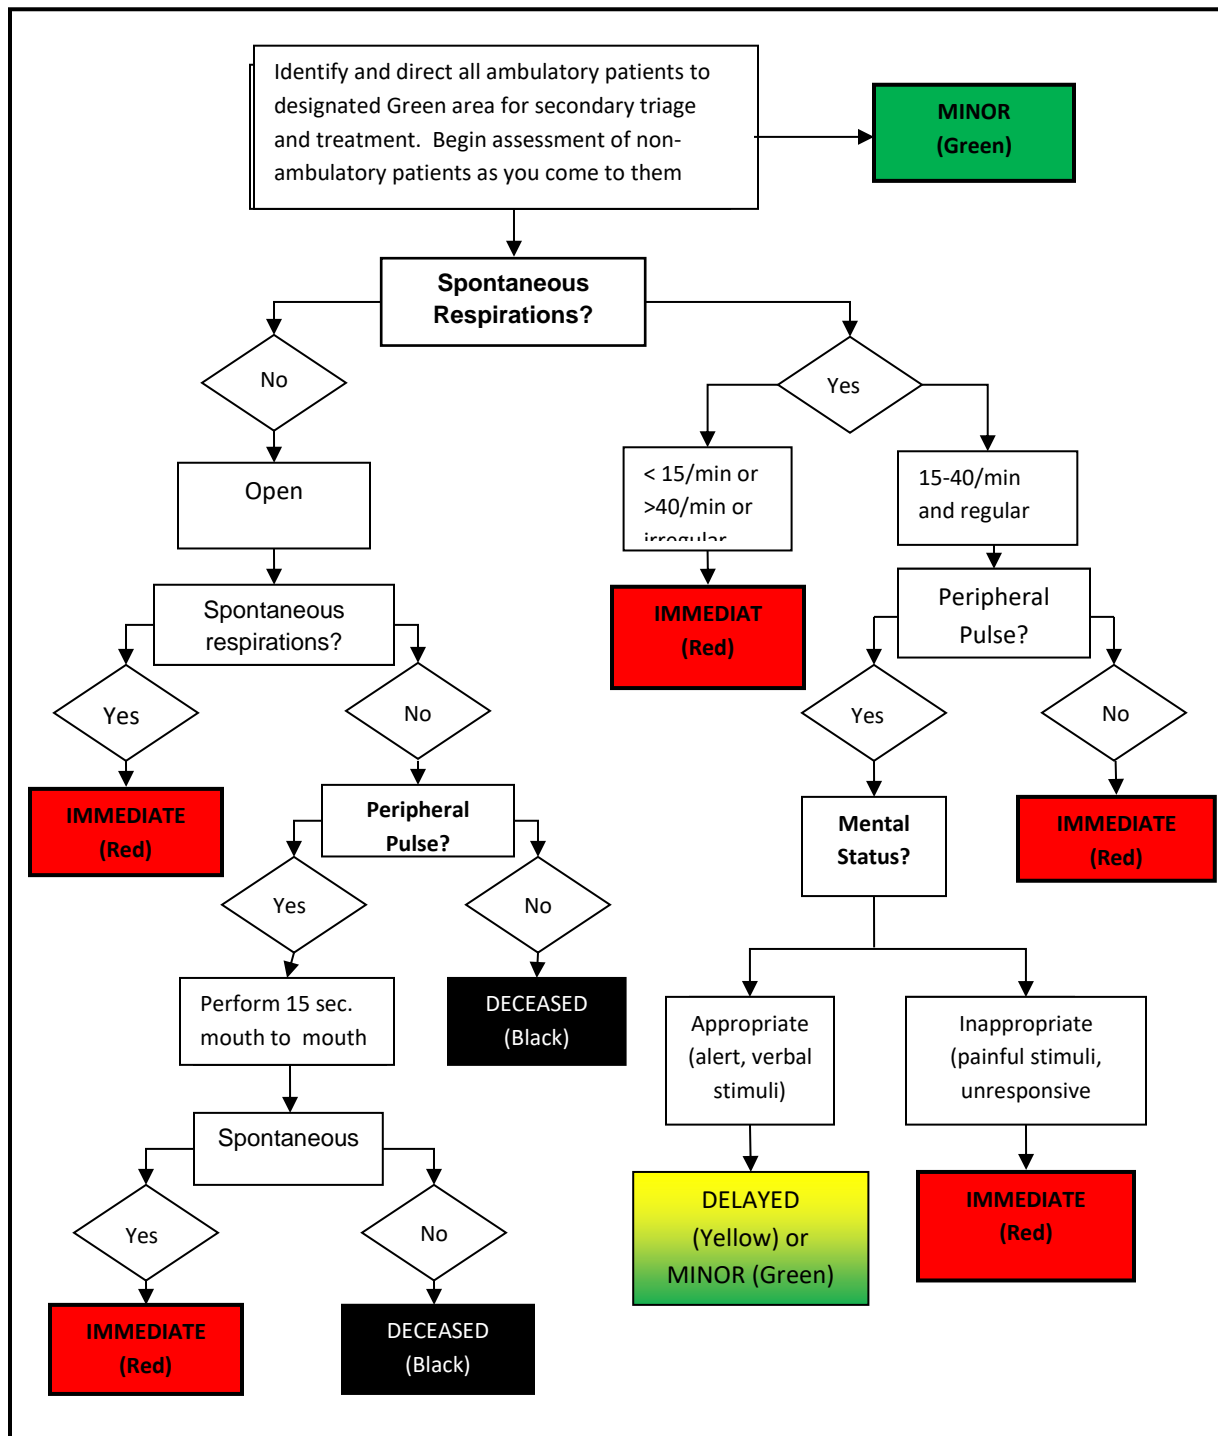 Identify and direct all ambulatory patients to
designated Green area for secondary triage
and treatment. Begin assessment of non-
ambulatory patients as you come to them
MINOR
(Green)
Spontaneous
Respirations?
No
Yes
Open
< 15/min or
>40/min or
irregular
15-40/min
and regular
Spontaneous
respirations?
IMMEDIAT
(Red)
Peripheral
Pulse?
Yes
No
Yes
No
IMMEDIATE
(Red)
Peripheral
Pulse?
Mental
Status?
IMMEDIATE
(Red)
Yes
No
Perform 15 sec.
mouth to mouth
DECEASED
(Black)
Appropriate
(alert, verbal
stimuli)
Inappropriate
(painful stimuli,
unresponsive
Spontaneous
Yes
No
DELAYED
(Yellow) or
MINOR (Green)
IMMEDIATE
(Red)
IMMEDIATE
(Red)
DECEASED
(Black)